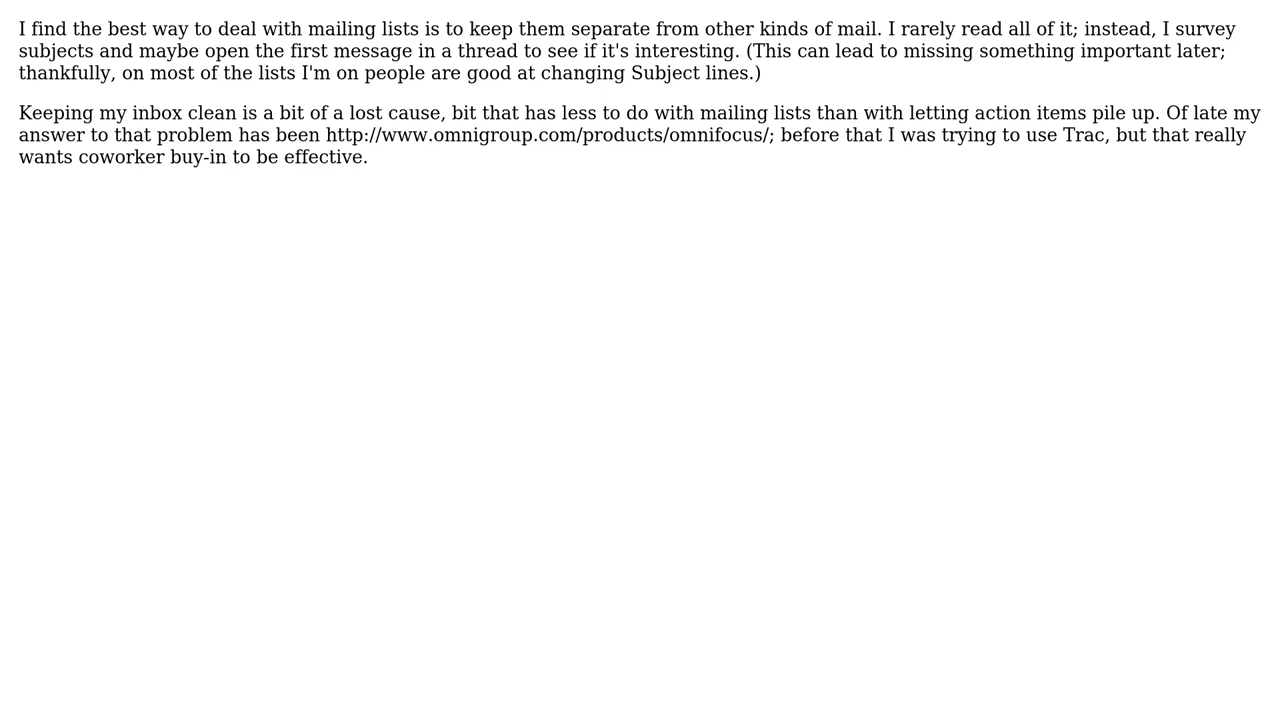 I find the best way to deal with mailing lists is to keep them separate from other kinds of mail. I rarely read all of it; instead, I survey
subjects and maybe open the first message in a thread to see if it's interesting. (This can lead to missing something important later;
thankfully, on most of the lists I'm on people are good at changing Subject lines.)
Keeping my inbox clean is a bit of a lost cause, bit that has less to do with mailing lists than with letting action items pile up. Of late my
answer to that problem has been http://www.omnigroup.com/products/omnifocus/; before that I was trying to use Trac, but that really
wants coworker buy-in to be effective.